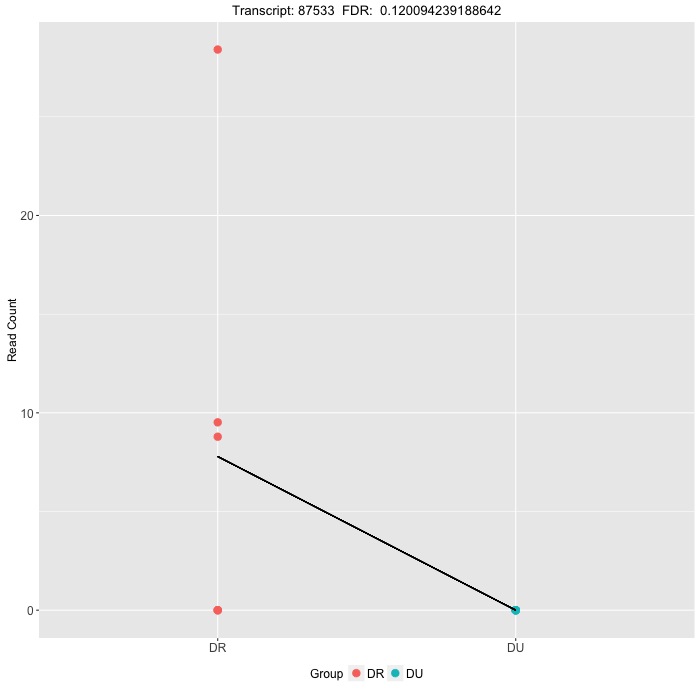 Transcript: 87533 FDR: 0.120094239188642
Read Count
20
10
0
DR DU
Group DR DU